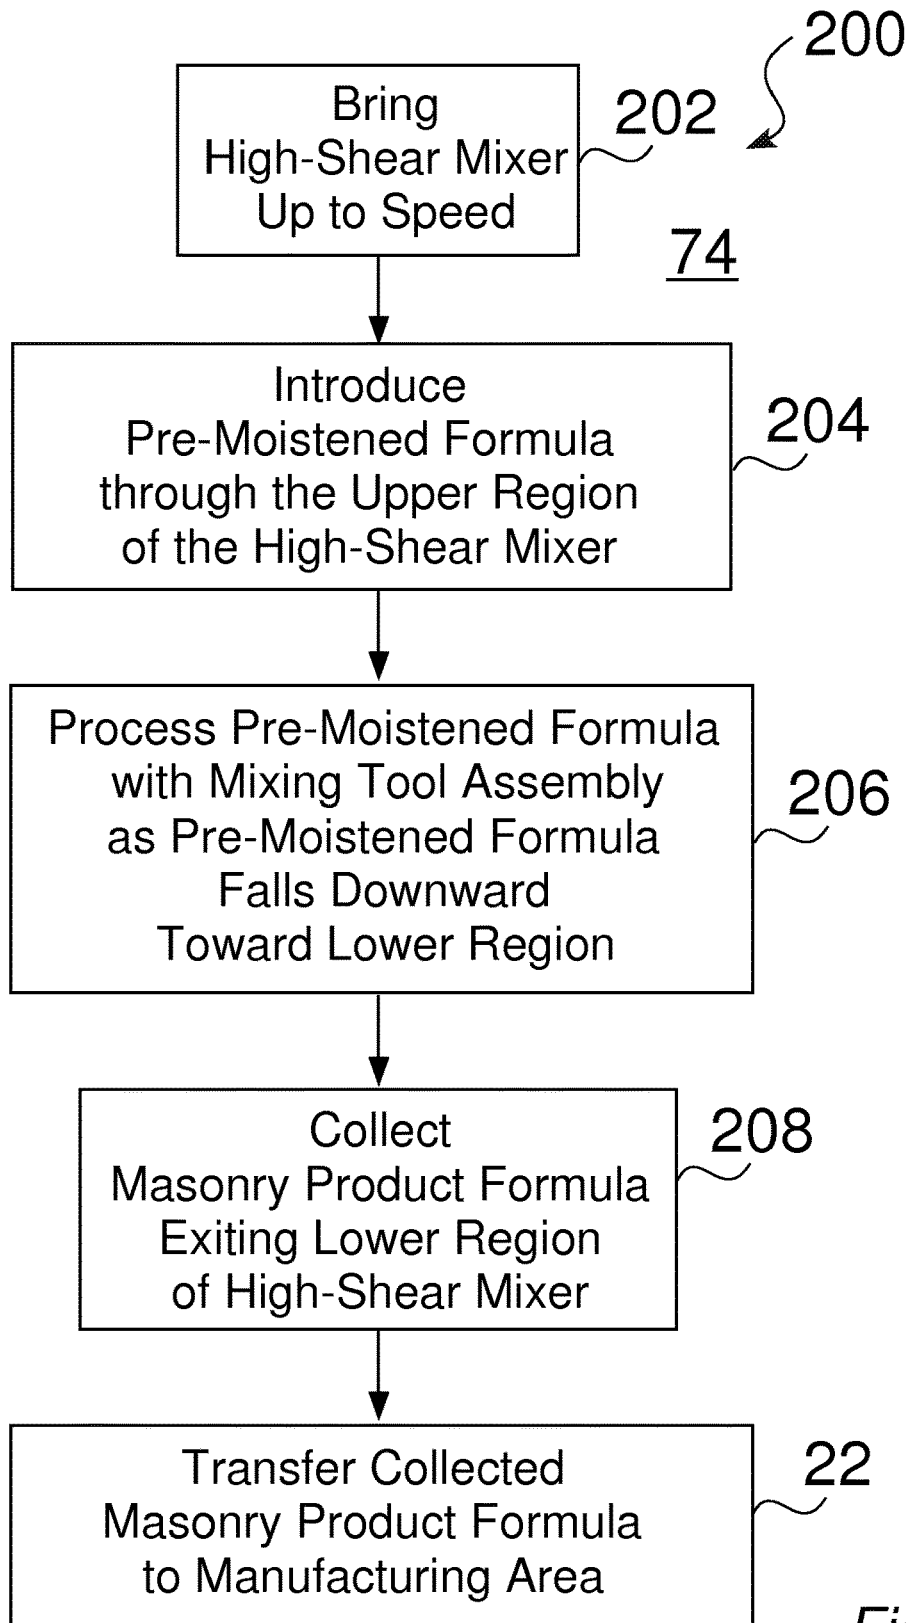 200
Bring
High-Shear Mixer
Up to Speed
202
74
Introduce
Pre-Moistened Formula
through the Upper Region
of the High-Shear Mixer
204
Process Pre-Moistened Formula
with Mixing Tool Assembly
as Pre-Moistened Formula
Falls Downward
Toward Lower Region
206
Collect
Masonry Product Formula
Exiting Lower Region
of High-Shear Mixer
208
Transfer Collected
Masonry Product Formula
to Manufacturing Area
22